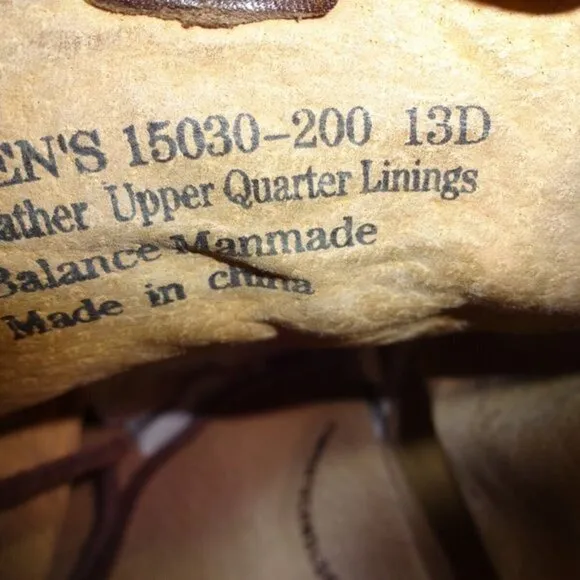 EN'S 15030-200 13D
ather Upper Quarter Linings
Balance Manmade
Made in china